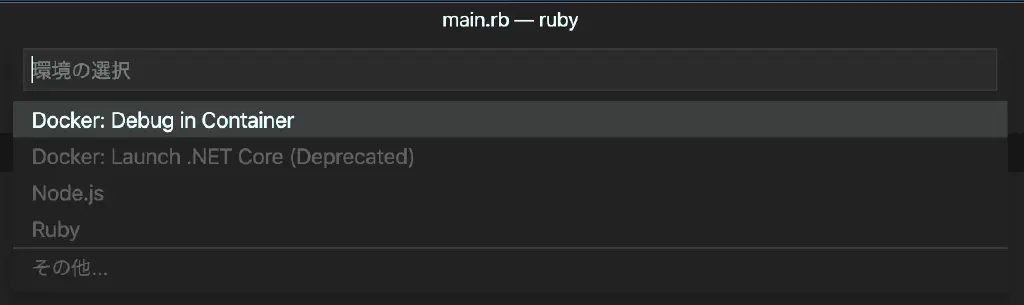 main.rb — ruby
環境の選択
Docker: Debug in Container
Docker: Launch .NET Core (Deprecated)
Node.js
Ruby
その他...